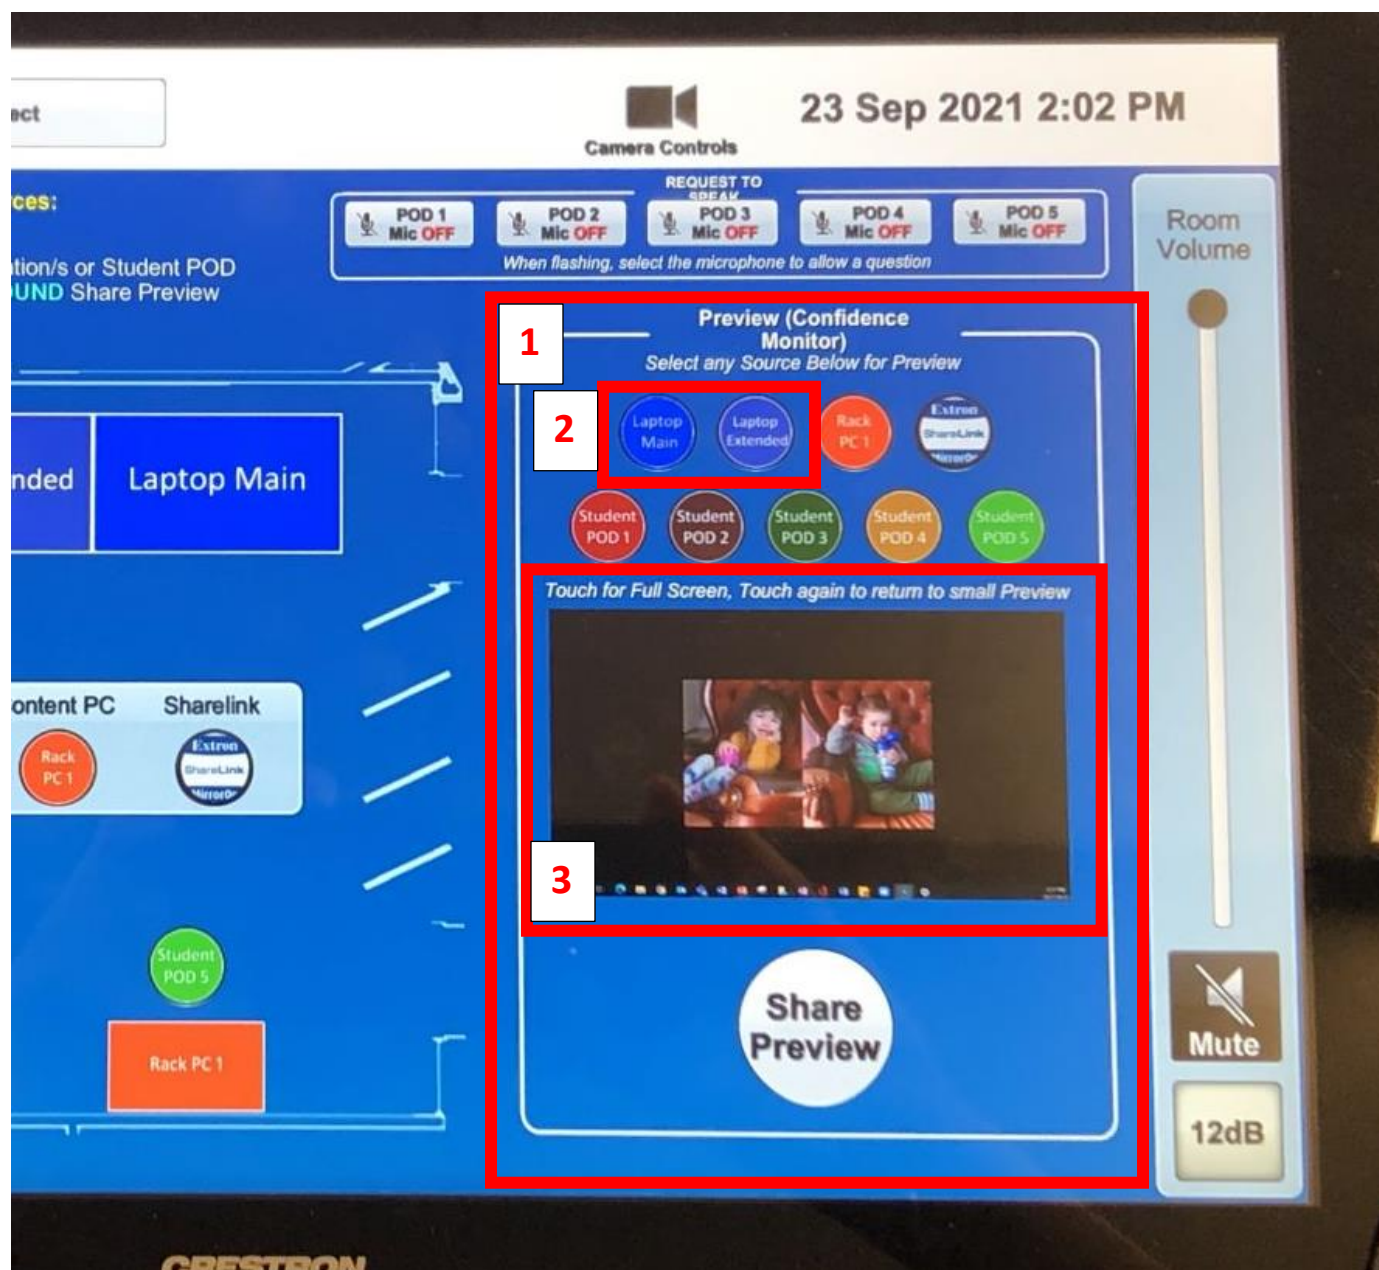 ect
Camera Controls
23 Sep 2021 2:02 PM
rces:
REQUEST TO
SPEAK
POD 1
Mic OFF
POD 2
Mic OFF
POD 3
Mic OFF
POD 4
Mic OFF
POD 5
Mic OFF
When flashing, select the microphone to allow a question
tion/s or Student POD
OUND Share Preview
Room
Volume
1
Preview (Confidence
Monitor)
Select any Source Below for Preview
2
Laptop
Main
Laptop
Extended
Rack
PC 1
Extron
ShareLink
Student
POD 1
Student
POD 2
Student
POD 3
Student
POD 4
Student
POD 5
nded
Laptop Main
Touch for Full Screen, Touch again to return to small Preview
3
ontent PC
Sharelink
Rack
PC 1
Extron
ShareLink
Student
POD 5
Rack PC 1
Share
Preview
Mute
12dB
CRESTRON